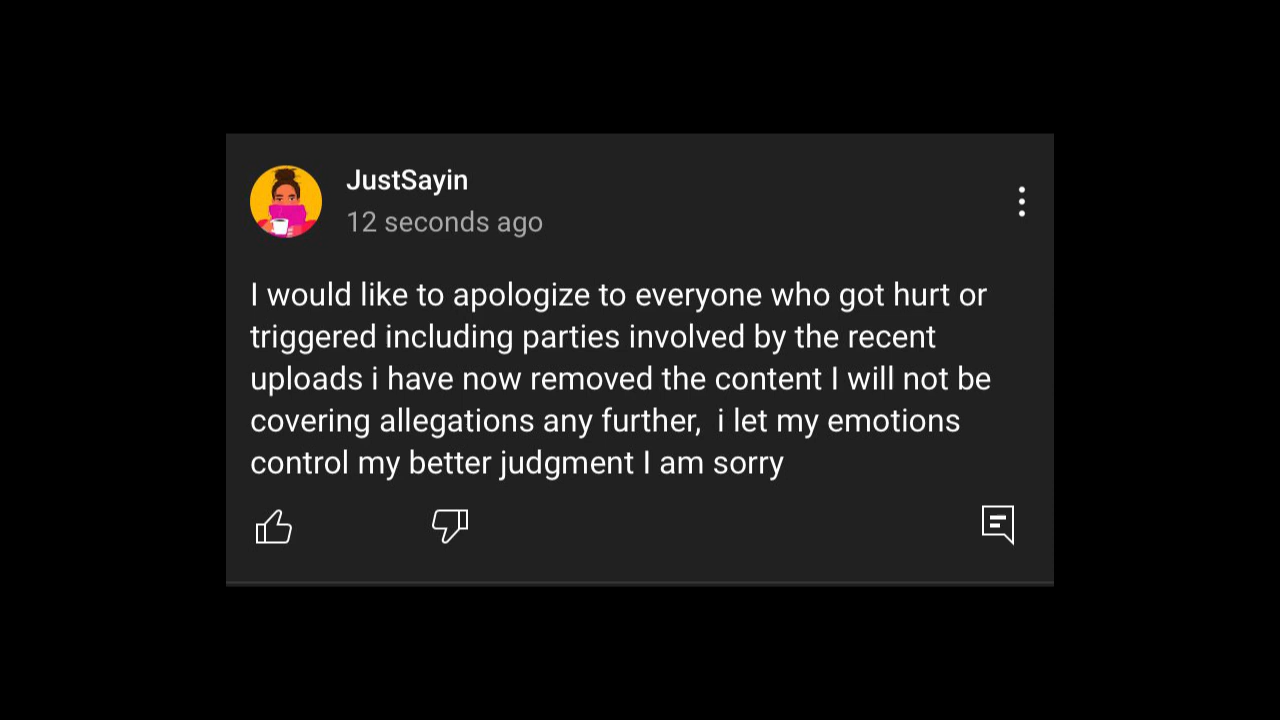 JustSayin
12 seconds ago
I would like to apologize to everyone who got hurt or
triggered including parties involved by the recent
uploads i have now removed the content I will not be
covering allegations any further,  i let my emotions
control my better judgment I am sorry